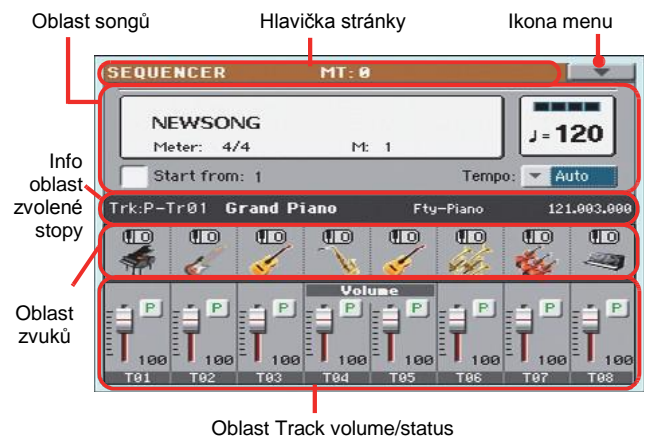 Oblast songů
Hlavička stránky
Ikona menu
SEQUENCER MT: 0
NEWSONG
Meter: 4/4 M: 1
♩=120
Start from: 1 Tempo: Auto
Info
oblast
zvolené
stopy
Trk:P-Tr01 Grand Piano Fty-Piano 121.003.000
Oblast
zvuků
Volume
P P P P P P P P
100 100 100 100 100 100 100 100
T01 T02 T03 T04 T05 T06 T07 T08
Oblast Track volume/status